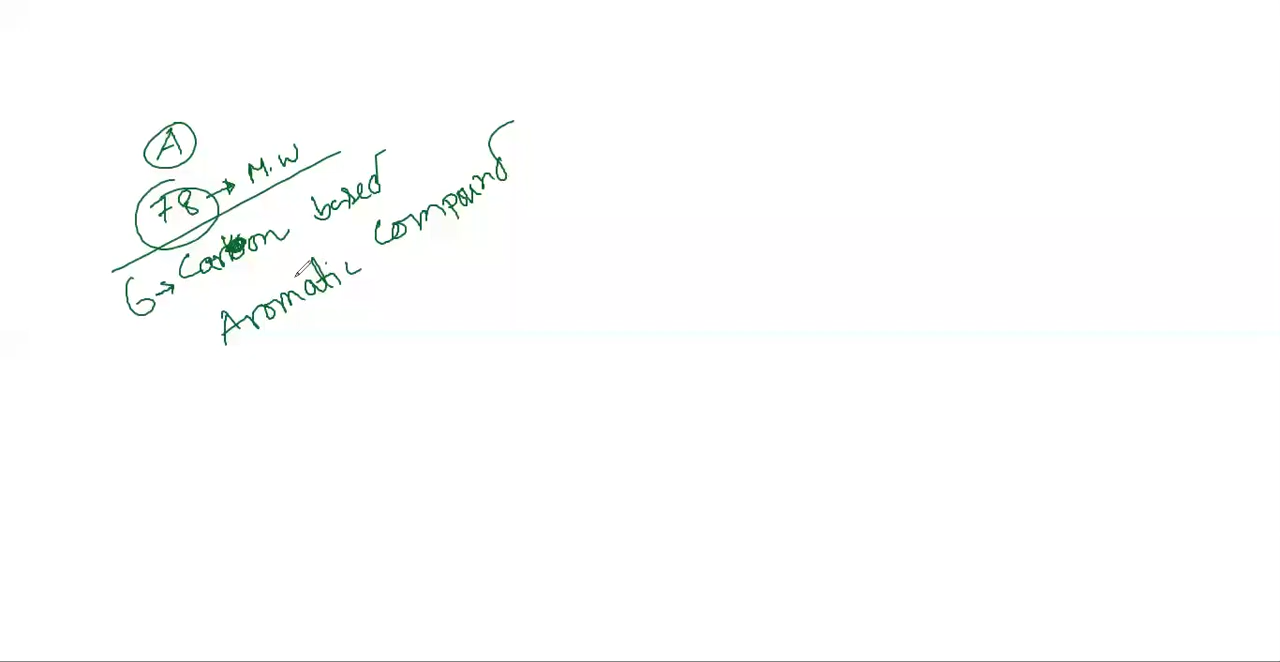 A
78 → M.W
6 → Carbon based
Aromatic compound